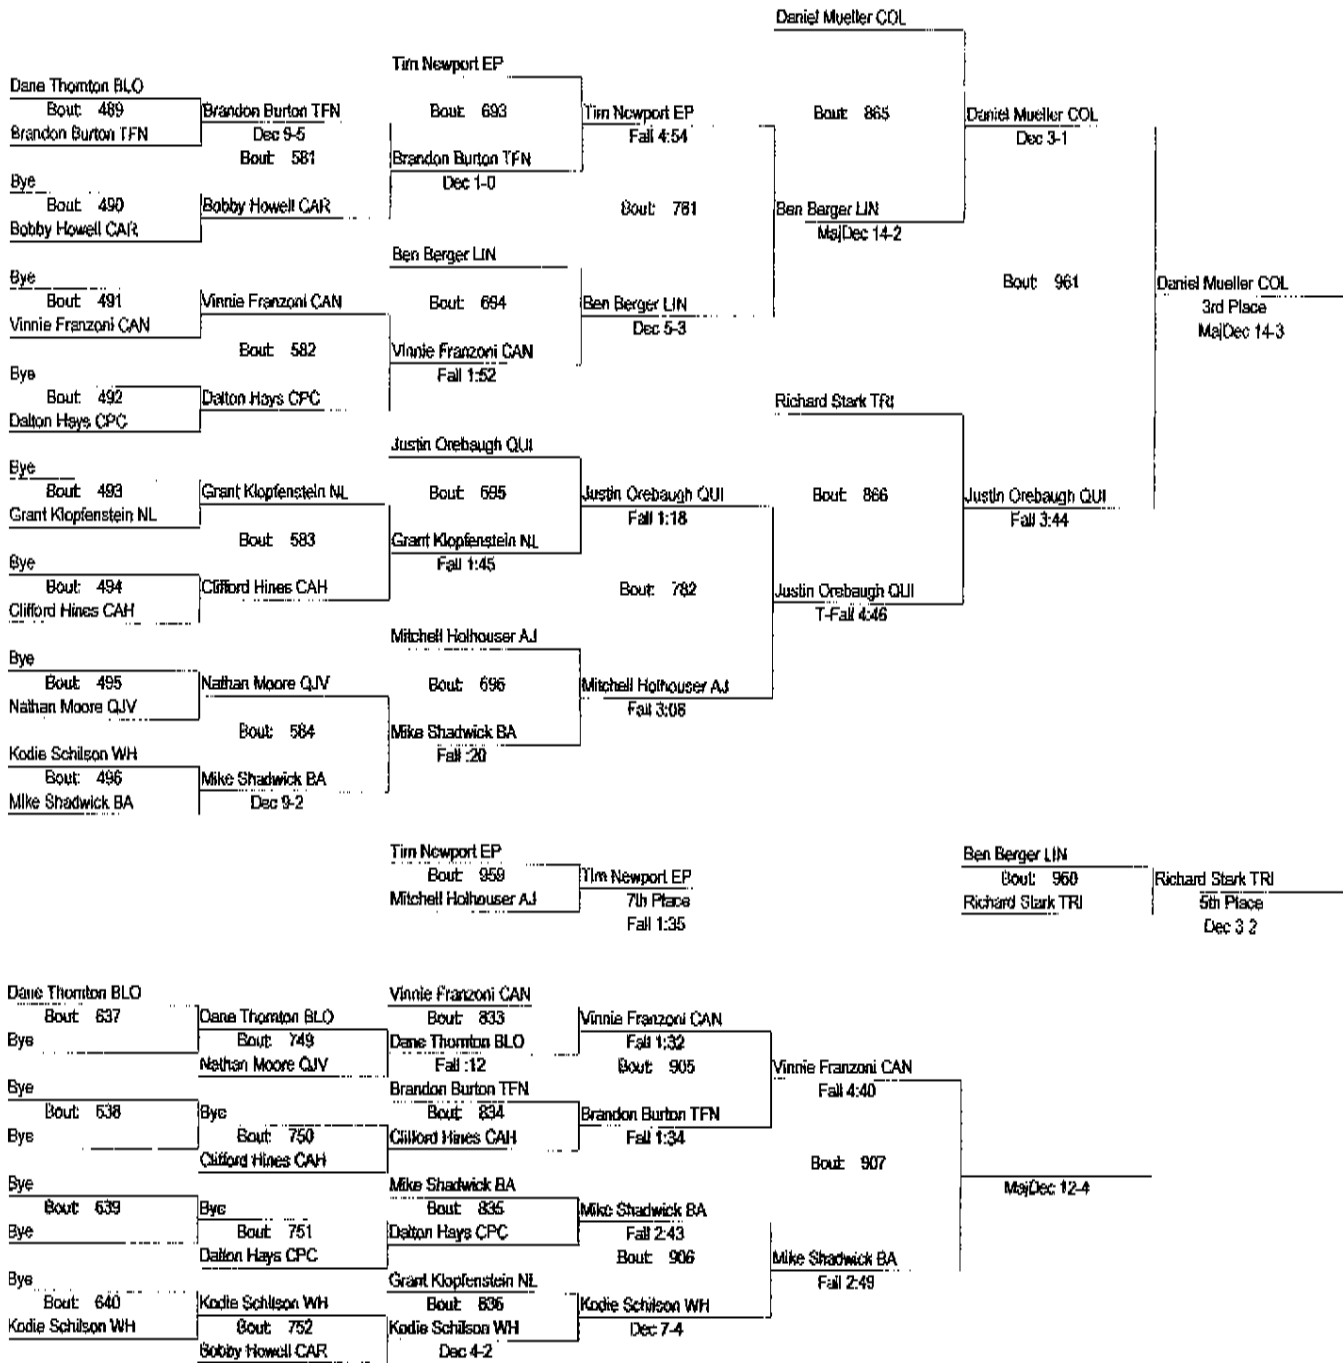 Daniel Mueller COL
Tim Newport EP
Dane Thornton BLO
Bout: 489
Brandon Burton TFN
Brandon Burton TFN
Dec 9-5
Bout: 581
Bout: 693
Brandon Burton TFN
Dec 1-0
Tim Newport EP
Fall 4:54
Bout: 865
Daniel Mueller COL
Dec 3-1
Bye
Bout: 490
Bobby Howell CAR
Bobby Howell CAR
Bout: 761
Ben Berger LIN
MajDec 14-2
Ben Berger LIN
Bye
Bout: 491
Vinnie Franzoni CAN
Vinnie Franzoni CAN
Bout: 694
Ben Berger LIN
Dec 5-3
Bout: 961
Daniel Mueller COL
3rd Place
MajDec 14-3
Bout: 582
Vinnie Franzoni CAN
Fall 1:52
Bye
Bout: 492
Dalton Hays CPC
Dalton Hays CPC
Richard Stark TRI
Justin Orebaugh QUI
Bye
Bout: 493
Grant Klopfenstein NL
Grant Klopfenstein NL
Bout: 695
Justin Orebaugh QUI
Fall 1:18
Bout: 866
Justin Orebaugh QUI
Fall 3:44
Bout: 583
Grant Klopfenstein NL
Fall 1:45
Bye
Bout: 494
Clifford Hines CAH
Clifford Hines CAH
Bout: 782
Justin Orebaugh QUI
T-Fall 4:46
Mitchell Holhouser AJ
Bye
Bout: 495
Nathan Moore QJV
Nathan Moore QJV
Bout: 696
Mitchell Holhouser AJ
Fall 3:08
Bout: 584
Mike Shadwick BA
Fall :20
Kodie Schilson WH
Bout: 496
Mike Shadwick BA
Mike Shadwick BA
Dec 9-2
Tim Newport EP
Bout: 959
Mitchell Holhouser AJ
Tim Newport EP
7th Place
Fall 1:35
Ben Berger LIN
Bout: 960
Richard Stark TRI
Richard Stark TRI
5th Place
Dec 3 2
Dane Thornton BLO
Bout: 637
Bye
Dane Thornton BLO
Bout: 749
Nathan Moore QJV
Vinnie Franzoni CAN
Bout: 833
Dane Thornton BLO
Fall :12
Vinnie Franzoni CAN
Fall 1:32
Bout: 905
Vinnie Franzoni CAN
Fall 4:40
Bye
Bout: 638
Bye
Bye
Bout: 750
Clifford Hines CAH
Brandon Burton TFN
Bout: 834
Clifford Hines CAH
Brandon Burton TFN
Fall 1:34
Bout: 907
MajDec 12-4
Bye
Bout: 639
Bye
Bye
Bout: 751
Dalton Hays CPC
Mike Shadwick BA
Bout: 835
Dalton Hays CPC
Mike Shadwick BA
Fall 2:43
Bout: 906
Mike Shadwick BA
Fall 2:49
Bye
Bout: 640
Kodie Schilson WH
Kodie Schilson WH
Bout: 752
Bobby Howell CAR
Grant Klopfenstein NL
Bout: 836
Kodie Schilson WH
Dec 4-2
Kodie Schilson WH
Dec 7-4